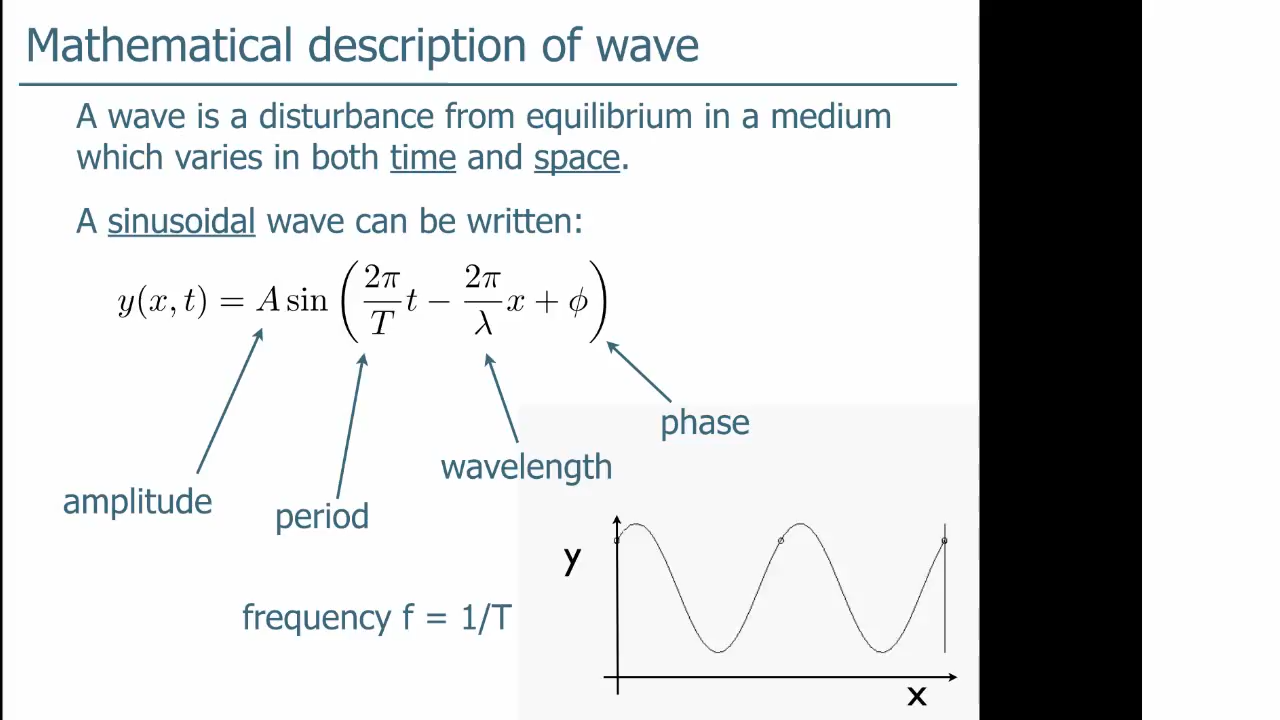 Mathematical description of wave
A wave is a disturbance from equilibrium in a medium
which varies in both time and space.
A sinusoidal wave can be written:
y(x, t) = A sin ( 2π/T t − 2π/λ x + ϕ )
phase
wavelength
amplitude
period
y
frequency f = 1/T
x